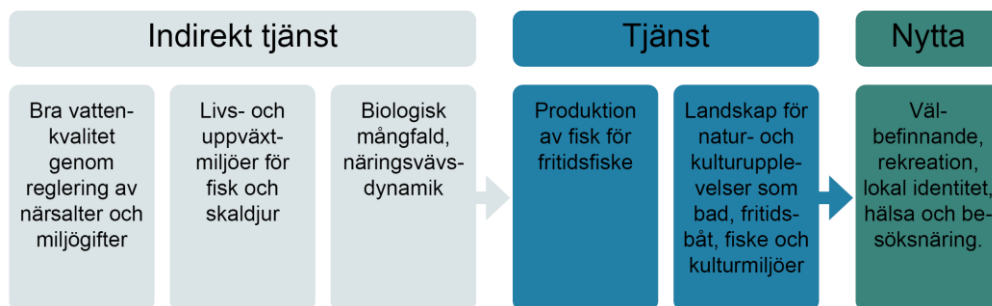 Indirekt tjänst
Tjänst
Nytta
Bra vatten-
kvalitet
genom
reglering av
närsalter och
miljögifter
Livs- och
uppväxt-
miljöer för
fisk och
skaldjur
Biologisk
mångfald,
näringsvävs-
dynamik
Produktion
av fisk för
fritidsfiske
Landskap för
natur- och
kulturupple-
velser som
bad, fritids-
båt, fiske och
kulturmiljöer
Väl-
befinnande,
rekreation,
lokal identitet,
hälsa och be-
söksnäring.